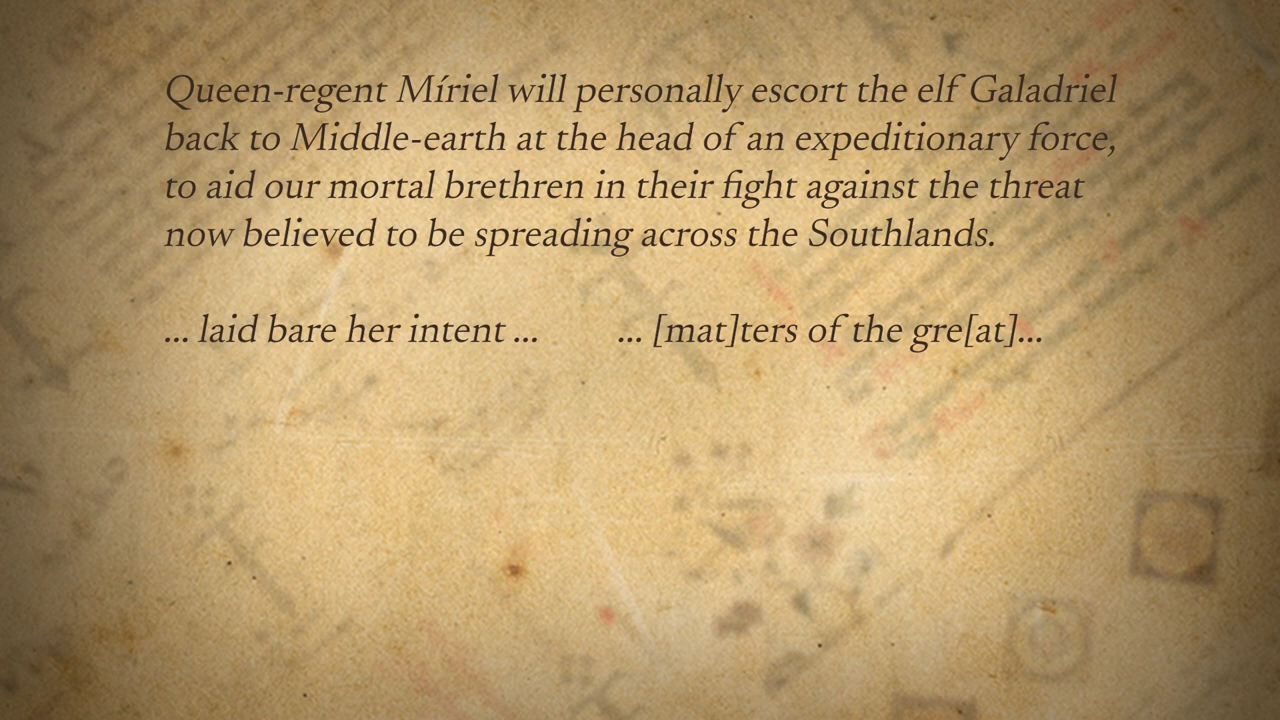 Queen-regent Míriel will personally escort the elf Galadriel
back to Middle-earth at the head of an expeditionary force,
to aid our mortal brethren in their fight against the threat
now believed to be spreading across the Southlands.
... laid bare her intent ... ... [mat]ters of the gre[at]...